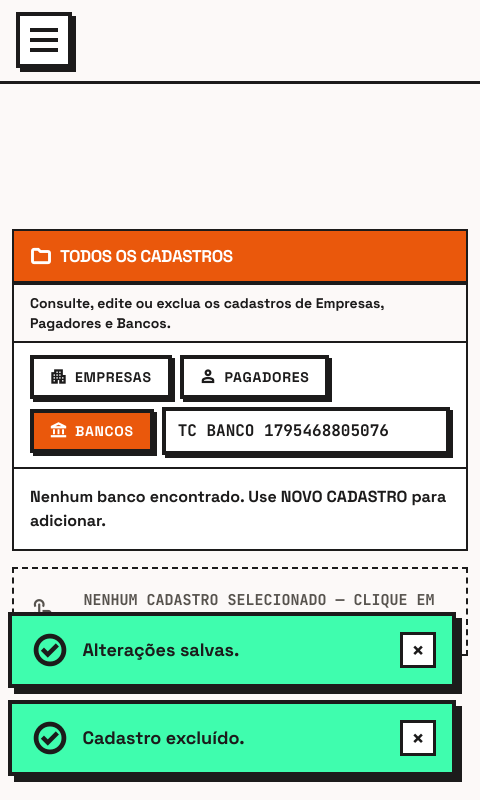 TODOS OS CADASTROS
Consulte, edite ou exclua os cadastros de Empresas,
Pagadores e Bancos.
EMPRESAS
PAGADORES
BANCOS
TC BANCO 1795468805076
Nenhum banco encontrado. Use NOVO CADASTRO para
adicionar.
NENHUM CADASTRO SELECIONADO — CLIQUE EM
Alterações salvas.
×
Cadastro excluído.
×